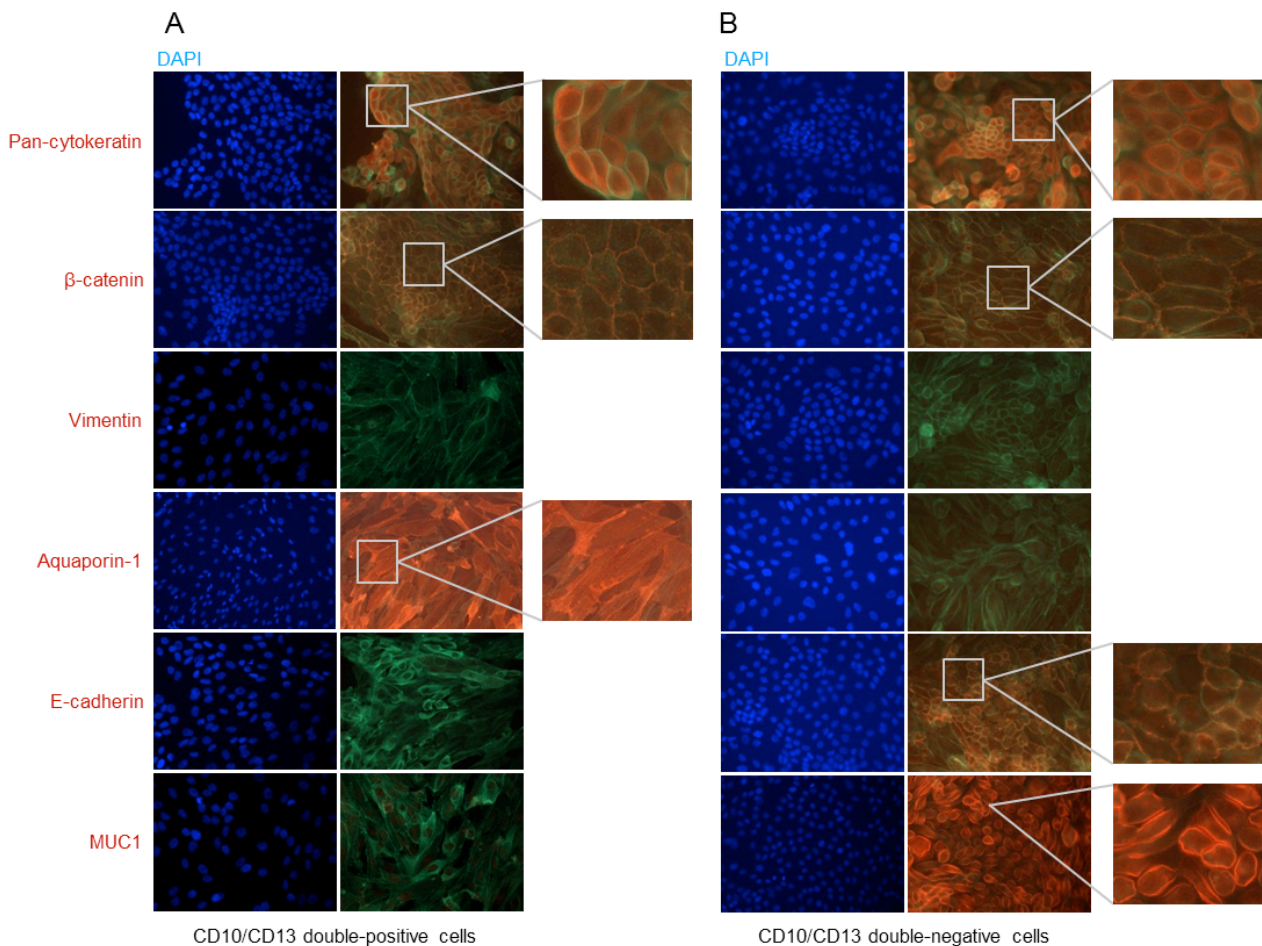 A
B
DAPI
DAPI
Pan-cytokeratin
β-catenin
Vimentin
Aquaporin-1
E-cadherin
MUC1
CD10/CD13 double-positive cells
CD10/CD13 double-negative cells